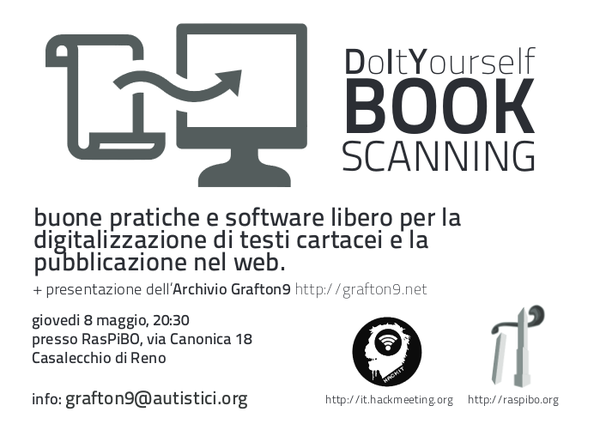 DoItYourself
BOOK
SCANNING
buone pratiche e software libero per la
digitalizzazione di testi cartacei e la
pubblicazione nel web.
+ presentazione dell'Archivio Grafton9 http://grafton9.net
giovedi 8 maggio, 20:30
presso RasPiBO, via Canonica 18
Casalecchio di Reno
info: grafton9@autistici.org
HACKIT
http://it.hackmeeting.org
http://raspibo.org